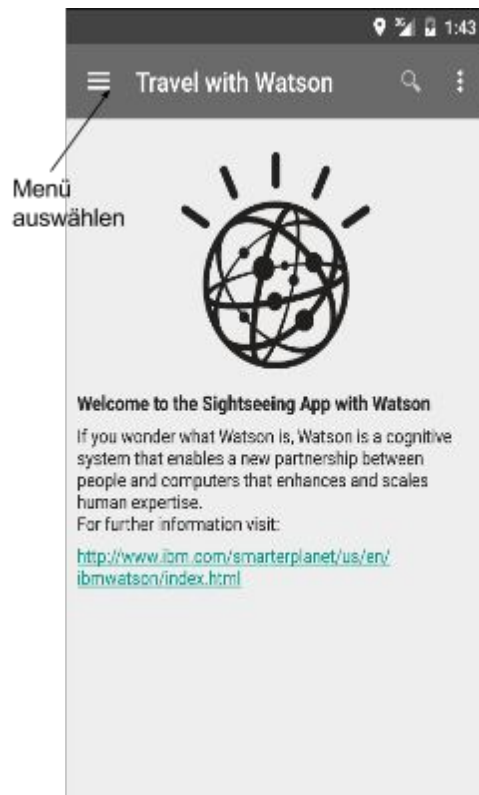 3G 1:43
Travel with Watson
Menü
auswählen
Welcome to the Sightseeing App with Watson
If you wonder what Watson is, Watson is a cognitive
system that enables a new partnership between
people and computers that enhances and scales
human expertise.
For further information visit:
http://www.ibm.com/smarterplanet/us/en/
ibmwatson/index.html